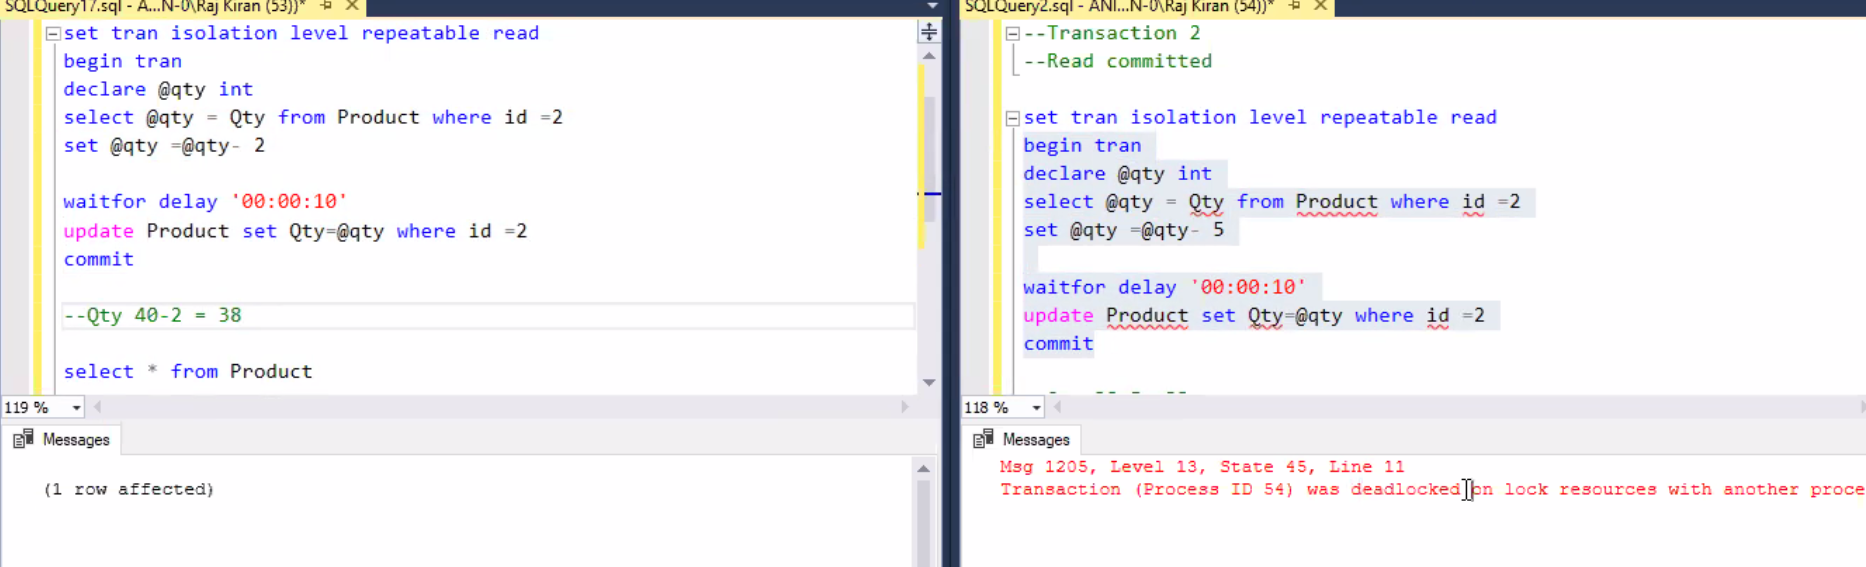 SQLQuery17.sql - A...N-0\Raj Kiran (53))*
set tran isolation level repeatable read
begin tran
declare @qty int
select @qty = Qty from Product where id =2
set @qty =@qty- 2
waitfor delay '00:00:10'
update Product set Qty=@qty where id =2
commit
--Qty 40-2 = 38
select * from Product
119 %
Messages
(1 row affected)
SQLQuery2.sql - ANI...N-0\Raj Kiran (54))*
--Transaction 2
--Read committed
set tran isolation level repeatable read
begin tran
declare @qty int
select @qty = Qty from Product where id =2
set @qty =@qty- 5
waitfor delay '00:00:10'
update Product set Qty=@qty where id =2
commit
118 %
Messages
Msg 1205, Level 13, State 45, Line 11
Transaction (Process ID 54) was deadlocked on lock resources with another proce